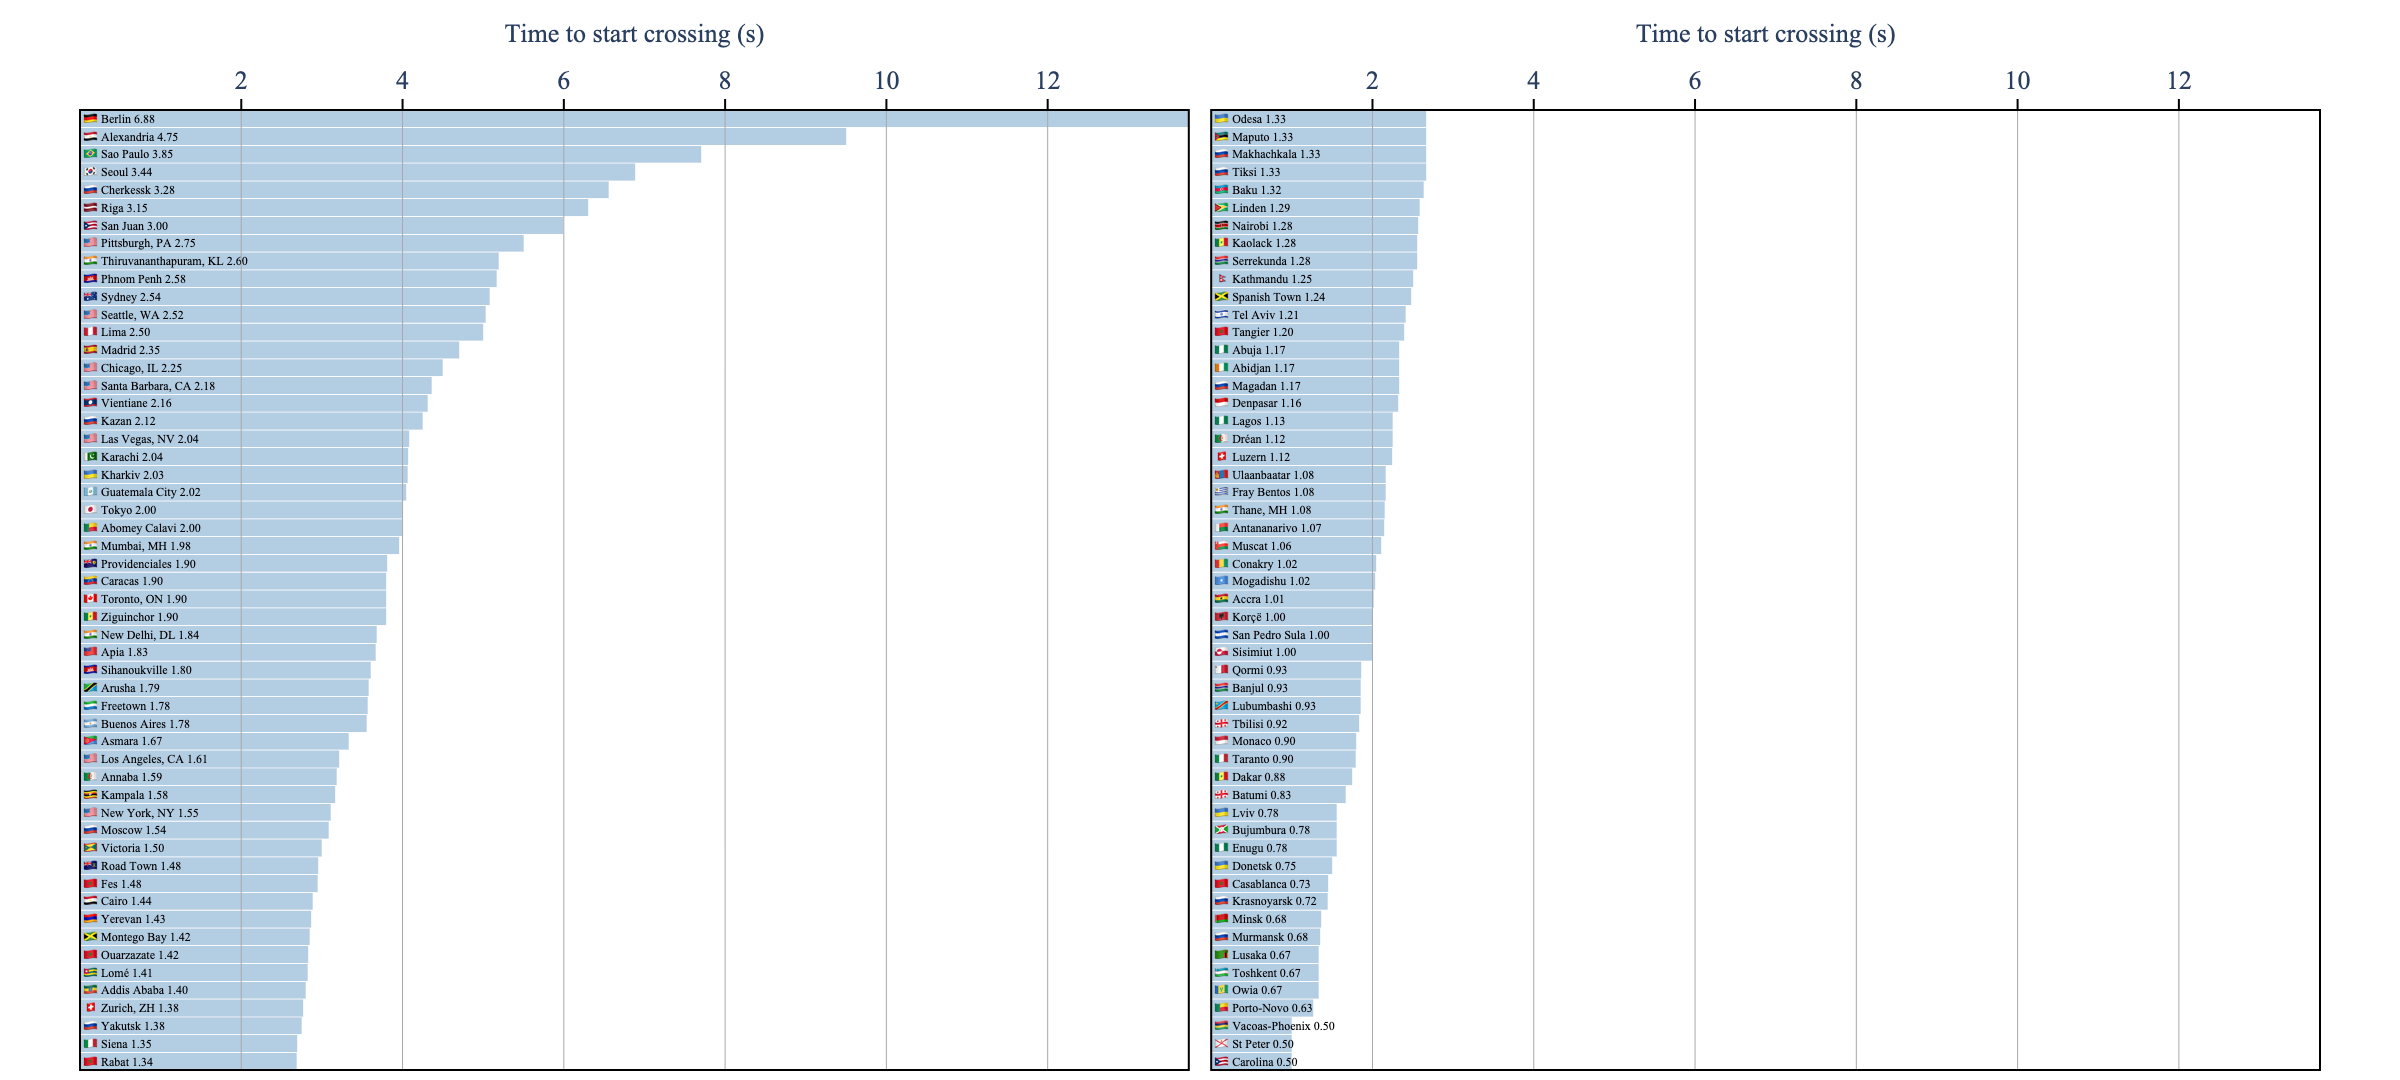 Time to start crossing (s)
2 4 6 8 10 12
Berlin 6.88
Alexandria 4.75
Sao Paulo 3.85
Seoul 3.44
Cherkessk 3.28
Riga 3.15
San Juan 3.00
Pittsburgh, PA 2.75
Thiruvananthapuram, KL 2.60
Phnom Penh 2.58
Sydney 2.54
Seattle, WA 2.52
Lima 2.50
Madrid 2.35
Chicago, IL 2.25
Santa Barbara, CA 2.18
Vientiane 2.16
Kazan 2.12
Las Vegas, NV 2.04
Karachi 2.04
Kharkiv 2.03
Guatemala City 2.02
Tokyo 2.00
Abomey Calavi 2.00
Mumbai, MH 1.98
Providenciales 1.90
Caracas 1.90
Toronto, ON 1.90
Ziguinchor 1.90
New Delhi, DL 1.84
Apia 1.83
Sihanoukville 1.80
Arusha 1.79
Freetown 1.78
Buenos Aires 1.78
Asmara 1.67
Los Angeles, CA 1.61
Annaba 1.59
Kampala 1.58
New York, NY 1.55
Moscow 1.54
Victoria 1.50
Road Town 1.48
Fes 1.48
Cairo 1.44
Yerevan 1.43
Montego Bay 1.42
Ouarzazate 1.42
Lomé 1.41
Addis Ababa 1.40
Zurich, ZH 1.38
Yakutsk 1.38
Siena 1.35
Rabat 1.34
Time to start crossing (s)
2 4 6 8 10 12
Odesa 1.33
Maputo 1.33
Makhachkala 1.33
Tiksi 1.33
Baku 1.32
Linden 1.29
Nairobi 1.28
Kaolack 1.28
Serrekunda 1.28
Kathmandu 1.25
Spanish Town 1.24
Tel Aviv 1.21
Tangier 1.20
Abuja 1.17
Abidjan 1.17
Magadan 1.17
Denpasar 1.16
Lagos 1.13
Dréan 1.12
Luzern 1.12
Ulaanbaatar 1.08
Fray Bentos 1.08
Thane, MH 1.08
Antananarivo 1.07
Muscat 1.06
Conakry 1.02
Mogadishu 1.02
Accra 1.01
Korçë 1.00
San Pedro Sula 1.00
Sisimiut 1.00
Qormi 0.93
Banjul 0.93
Lubumbashi 0.93
Tbilisi 0.92
Monaco 0.90
Taranto 0.90
Dakar 0.88
Batumi 0.83
Lviv 0.78
Bujumbura 0.78
Enugu 0.78
Donetsk 0.75
Casablanca 0.73
Krasnoyarsk 0.72
Minsk 0.68
Murmansk 0.68
Lusaka 0.67
Toshkent 0.67
Owia 0.67
Porto-Novo 0.63
Vacoas-Phoenix 0.50
St Peter 0.50
Carolina 0.50